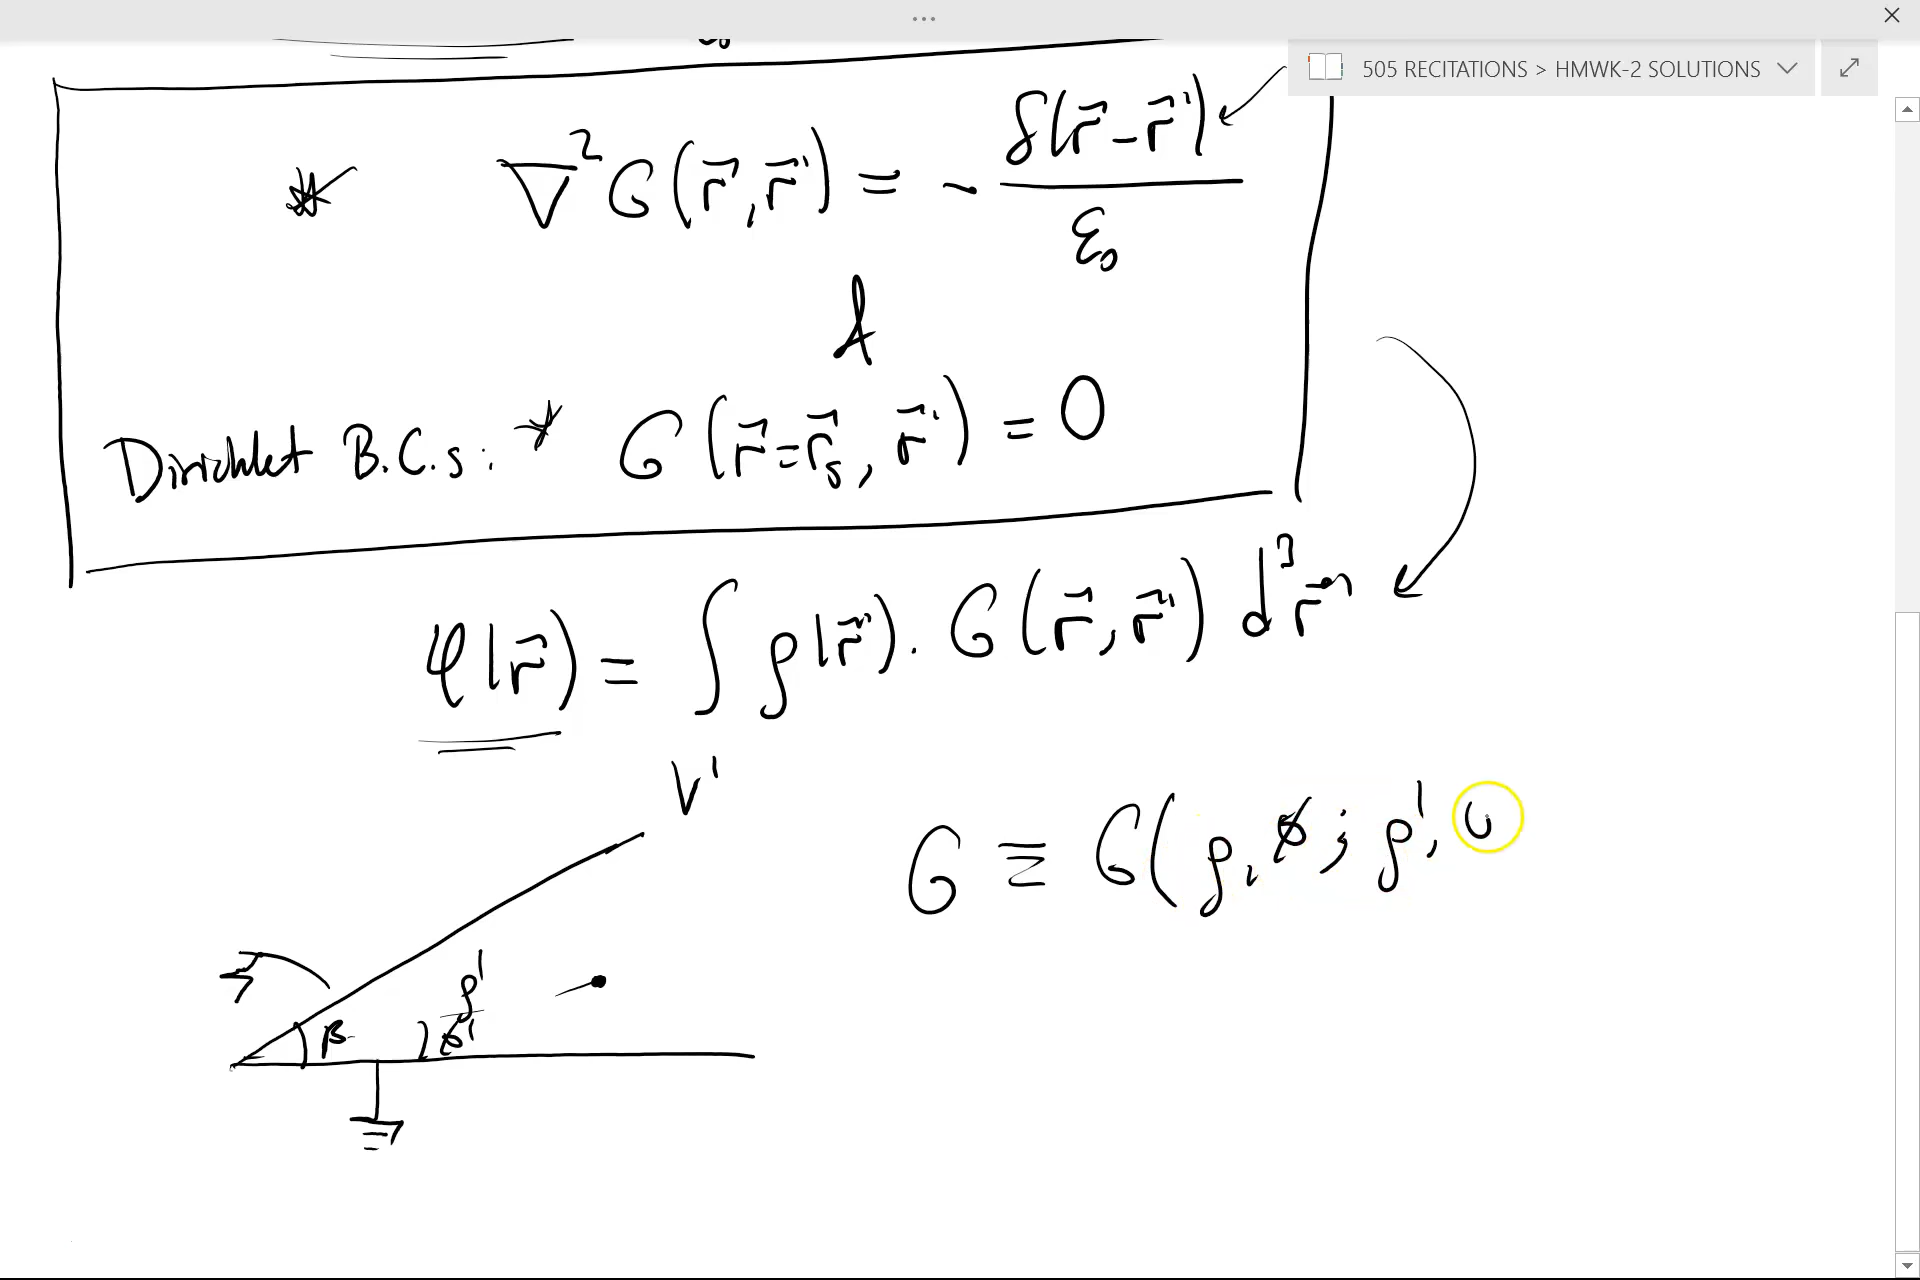 505 RECITATIONS > HMWK-2 SOLUTIONS
* ∇²G(r⃗, r⃗') = - δ(r⃗ - r⃗') / ε₀
&
Dirichlet B.C.s: * G(r⃗ = r⃗s, r⃗') = 0
φ(r⃗) = ∫ ρ(r⃗') · G(r⃗, r⃗') d³r⃗'
V'
G ≡ G(ρ, φ; ρ',
ρ'
β φ'